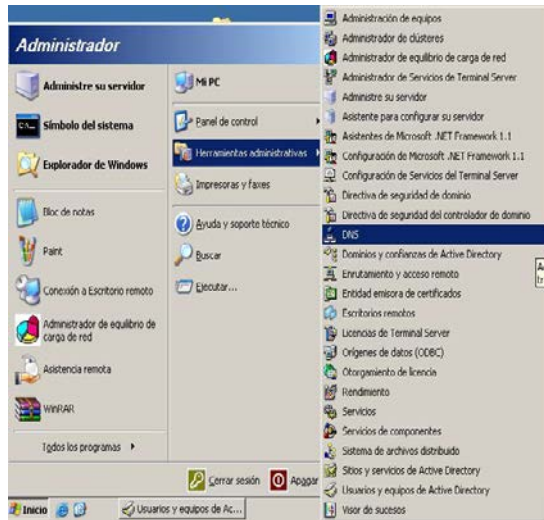 Administrador
Administre su servidor
Símbolo del sistema
Explorador de Windows
Bloc de notas
Paint
Conexión a Escritorio remoto
Administrador de equilibrio de
carga de red
Asistencia remota
WinRAR
Todos los programas
Mi PC
Panel de control
Herramientas administrativas
Impresoras y faxes
Ayuda y soporte técnico
Buscar
Ejecutar...
Cerrar sesión
Apagar
Administración de equipos
Administrador de clústeres
Administrador de equilibrio de carga de red
Administrador de Servicios de Terminal Server
Administre su servidor
Asistente para configurar su servidor
Asistentes de Microsoft .NET Framework 1.1
Configuración de Microsoft .NET Framework 1.1
Configuración de Servicios del Terminal Server
Directiva de seguridad de dominio
Directiva de seguridad del controlador de dominio
DNS
Dominios y confianzas de Active Directory
Enrutamiento y acceso remoto
Entidad emisora de certificados
Escritorios remotos
Licencias de Terminal Server
Orígenes de datos (ODBC)
Otorgamiento de licencia
Rendimiento
Servicios
Servicios de componentes
Sistema de archivos distribuido
Sitios y servicios de Active Directory
Usuarios y equipos de Active Directory
Visor de sucesos
Inicio
Usuarios y equipos de Ac...